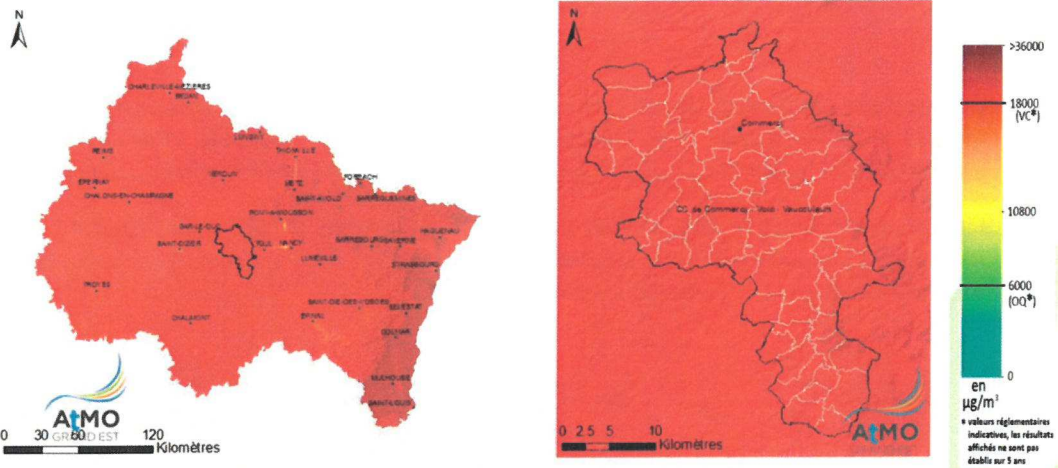 N
CHARLEVILLE-MEZIERES
SEDAN
LONGWY
REIMS
THIONVILLE
VERDUN
FORBACH
EPERNAY
METZ
CHALONS-EN-CHAMPAGNE
SAINT-AVOLD
SARREGUEMINES
PONT-A-MOUSSON
BAR-LE-DUC
HAGUENAU
SAINT-DIZIER
TOUL
NANCY
SARREBOURG
SAVERNE
LUNEVILLE
STRASBOURG
TROYES
SAINT-DIE-DES-VOSGES
SELESTAT
CHAUMONT
EPINAL
COLMAR
MULHOUSE
SAINT-LOUIS
AtMO
GRAND EST
0 30 60 120
Kilomètres
N
Commercy
CC de Commercy - Void - Vaucouleurs
AtMO
0 2.5 5 10
Kilomètres
>36000
18000
(VC*)
10800
6000
(OQ*)
0
en
µg/m³
* valeurs réglementaires
indicatives, les résultats
affichés ne sont pas
établis sur 5 ans